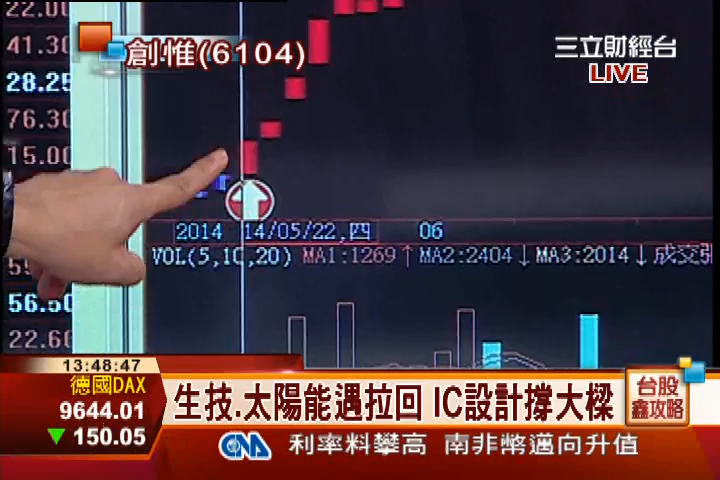 22.00
41.30
28.25
76.30
15.00
56.50
22.60
創惟(6104)
三立財經台
LIVE
2014 14/05/22,四 06
VOL(5,10,20) MA1:1269↑ MA2:2404↓ MA3:2014↓ 成交張
13:48:47
德國DAX
9644.01
▼ 150.05
生技.太陽能遇拉回 IC設計撐大樑
台股
鑫攻略
CNA 利率料攀高 南非幣邁向升值